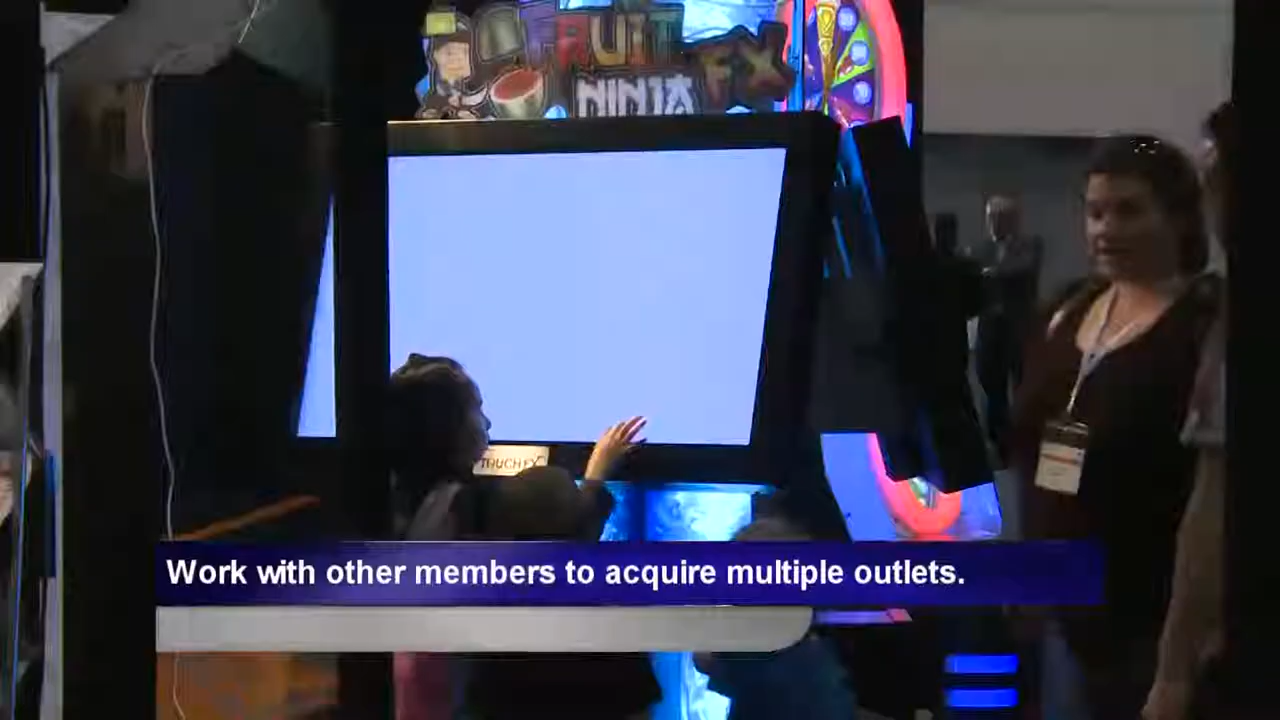 FRUIT
NINJA FX
TOUCH FX
Work with other members to acquire multiple outlets.